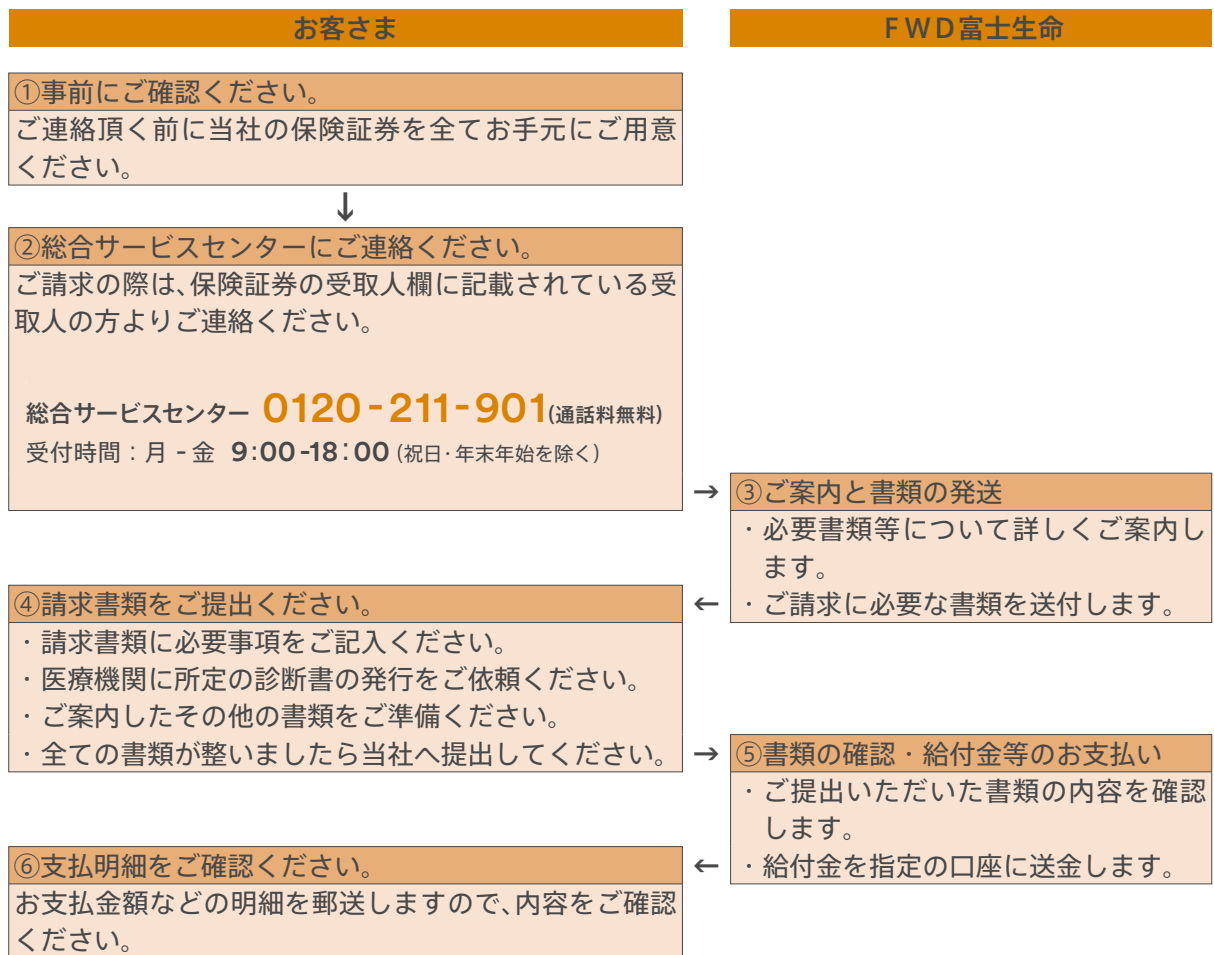 お客さま
FWD富士生命
①事前にご確認ください。
ご連絡頂く前に当社の保険証券を全てお手元にご用意
ください。
↓
②総合サービスセンターにご連絡ください。
ご請求の際は、保険証券の受取人欄に記載されている受
取人の方よりご連絡ください。
総合サービスセンター 0120-211-901(通話料無料)
受付時間：月-金 9:00-18:00(祝日・年末年始を除く)
→
③ご案内と書類の発送
・必要書類等について詳しくご案内し
ます。
・ご請求に必要な書類を送付します。
←
④請求書類をご提出ください。
・請求書類に必要事項をご記入ください。
・医療機関に所定の診断書の発行をご依頼ください。
・ご案内したその他の書類をご準備ください。
・全ての書類が整いましたら当社へ提出してください。
→
⑤書類の確認・給付金等のお支払い
・ご提出いただいた書類の内容を確認
します。
・給付金を指定の口座に送金します。
←
⑥支払明細をご確認ください。
お支払金額などの明細を郵送しますので、内容をご確認
ください。